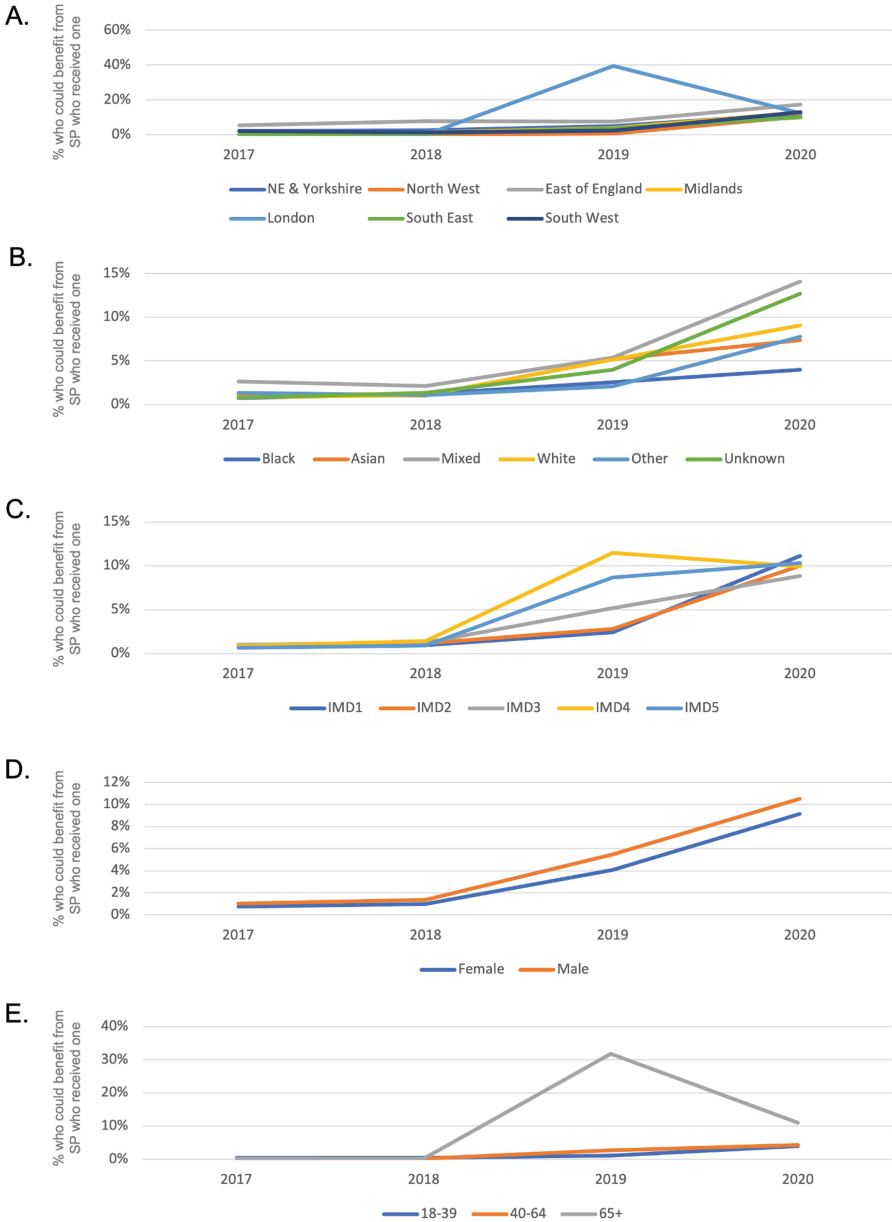 A.
% who could benefit from
SP who received one
60%
40%
20%
0%
2017 2018 2019 2020
NE & Yorkshire North West East of England Midlands
London South East South West
B.
% who could benefit from
SP who received one
15%
10%
5%
0%
2017 2018 2019 2020
Black Asian Mixed White Other Unknown
C.
% who could benefit from
SP who received one
15%
10%
5%
0%
2017 2018 2019 2020
IMD1 IMD2 IMD3 IMD4 IMD5
D.
% who could benefit from
SP who received one
12%
10%
8%
6%
4%
2%
0%
2017 2018 2019 2020
Female Male
E.
% who could benefit from
SP who received one
40%
30%
20%
10%
0%
2017 2018 2019 2020
18-39 40-64 65+